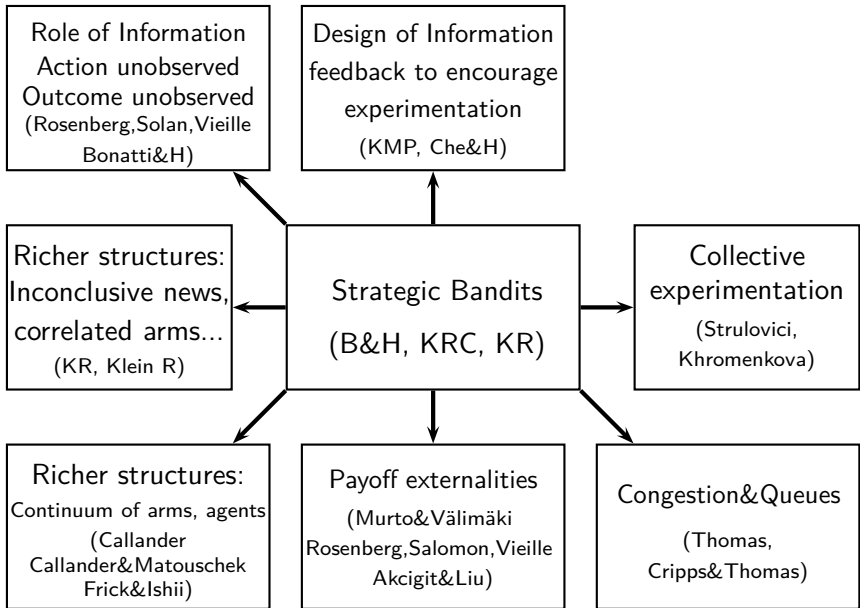 Role of Information
Action unobserved
Outcome unobserved
(Rosenberg,Solan,Vieille
Bonatti&H)
Design of Information
feedback to encourage
experimentation
(KMP, Che&H)
Richer structures:
Inconclusive news,
correlated arms...
(KR, Klein R)
Strategic Bandits
(B&H, KRC, KR)
Collective
experimentation
(Strulovici,
Khromenkova)
Richer structures:
Continuum of arms, agents
(Callander
Callander&Matouschek
Frick&Ishii)
Payoff externalities
(Murto&Välimäki
Rosenberg,Salomon,Vieille
Akcigit&Liu)
Congestion&Queues
(Thomas,
Cripps&Thomas)